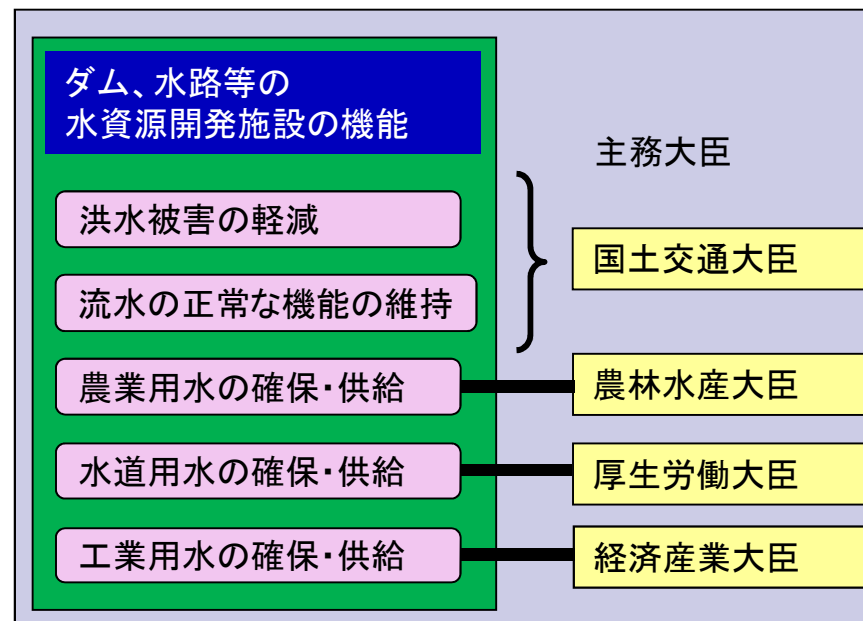 ダム、水路等の
水資源開発施設の機能
主務大臣
洪水被害の軽減
国土交通大臣
流水の正常な機能の維持
農業用水の確保・供給
農林水産大臣
水道用水の確保・供給
厚生労働大臣
工業用水の確保・供給
経済産業大臣